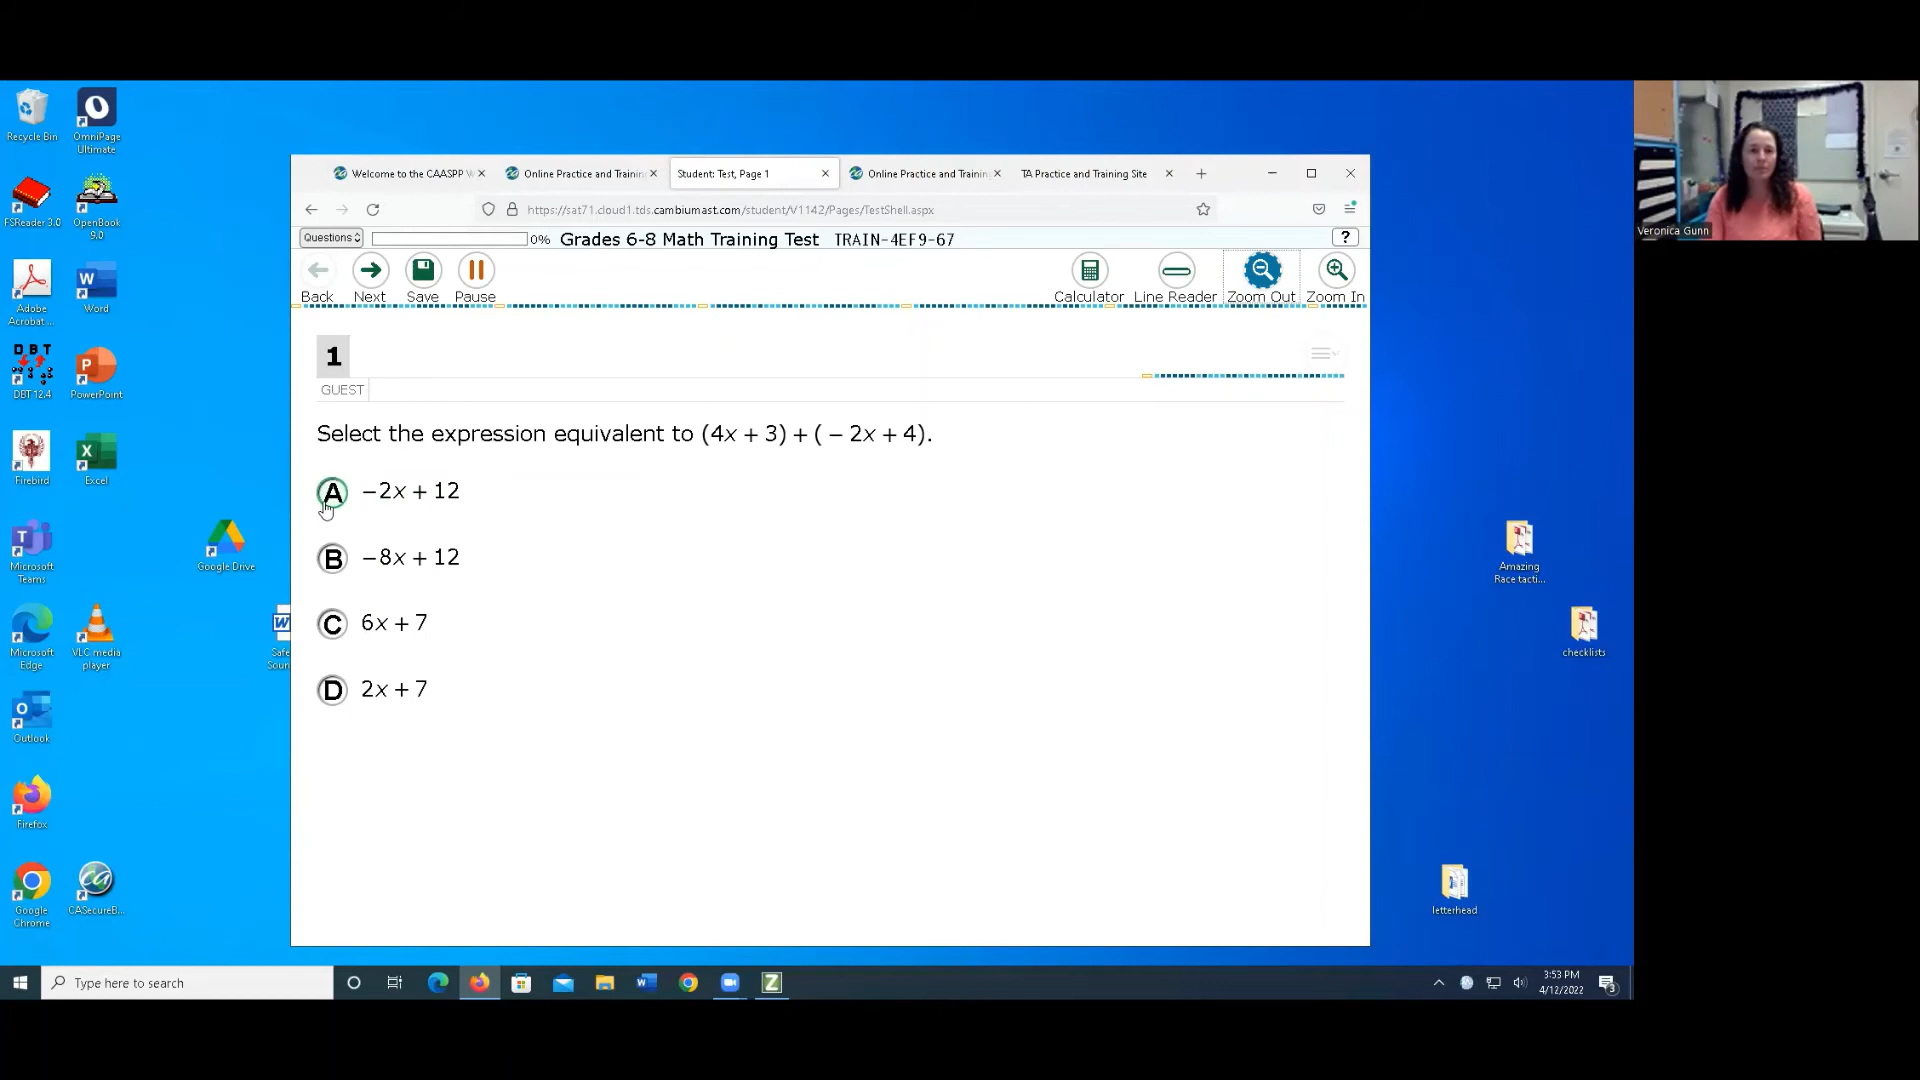 Recycle Bin
OmniPage Ultimate
FSReader 3.0
OpenBook 9.0
Adobe Acrobat ...
Word
DBT
DBT 12.4
PowerPoint
Firebird
Excel
Microsoft Teams
Google Drive
Microsoft Edge
VLC media player
Safe
Soun
Outlook
Firefox
Google Chrome
CASecureB...
Amazing Race tacti...
checklists
letterhead
Welcome to the CAASPP W
Online Practice and Trainin
Student: Test, Page 1
Online Practice and Trainin
TA Practice and Training Site
https://sat71.cloud1.tds.cambiumast.com/student/V1142/Pages/TestShell.aspx
Questions
0%
Grades 6-8 Math Training Test TRAIN-4EF9-67
?
Back
Next
Save
Pause
Calculator
Line Reader
Zoom Out
Zoom In
1
GUEST
Select the expression equivalent to (4x + 3) + ( − 2x + 4).
A −2x + 12
B −8x + 12
C 6x + 7
D 2x + 7
Type here to search
3:53 PM
4/12/2022
3
Veronica Gunn